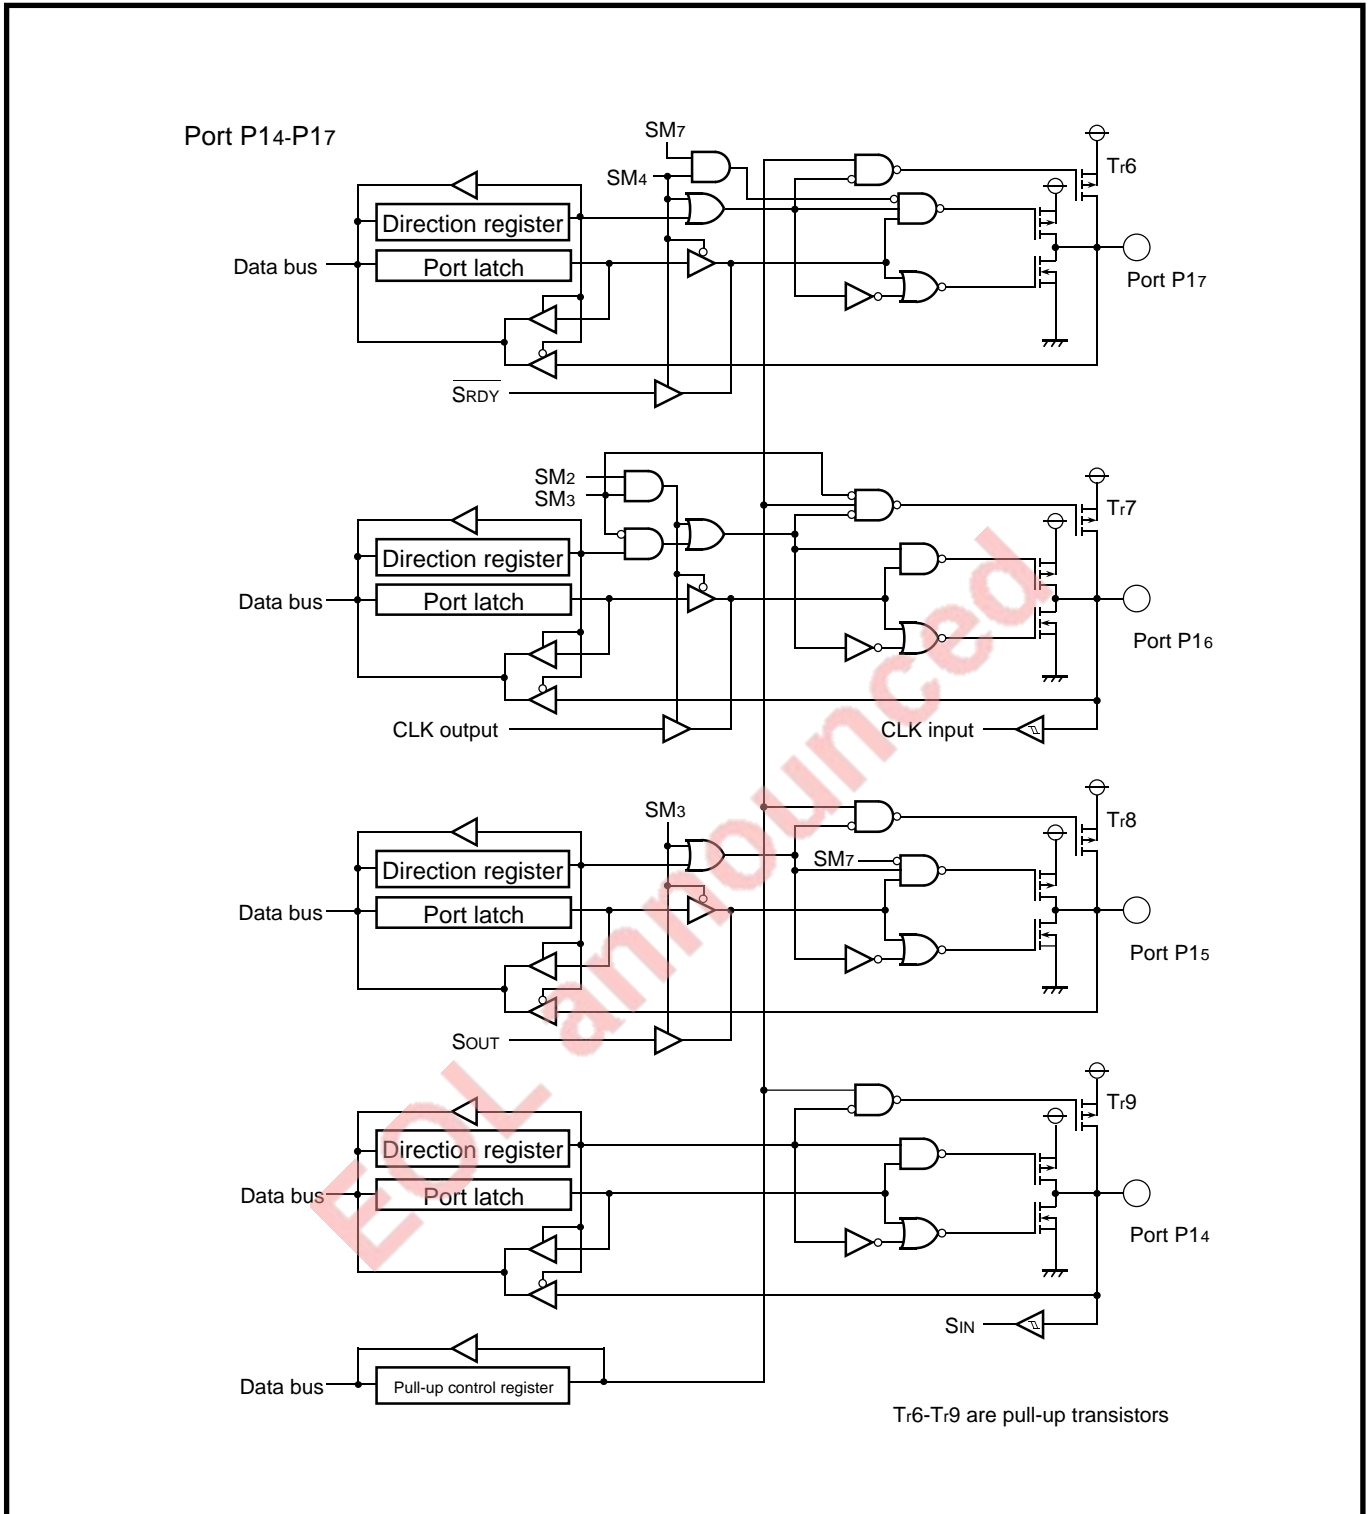 Port P14-P17
SM7
SM4
Tr6
Direction register
Port latch
Data bus
Port P17
SRDY
SM2
SM3
Tr7
Direction register
Port latch
Data bus
Port P16
CLK output
CLK input
SM3
Tr8
SM7
Direction register
Port latch
Data bus
Port P15
SOUT
Tr9
Direction register
Port latch
Data bus
Port P14
SIN
Data bus
Pull-up control register
Tr6-Tr9 are pull-up transistors
EOL announced